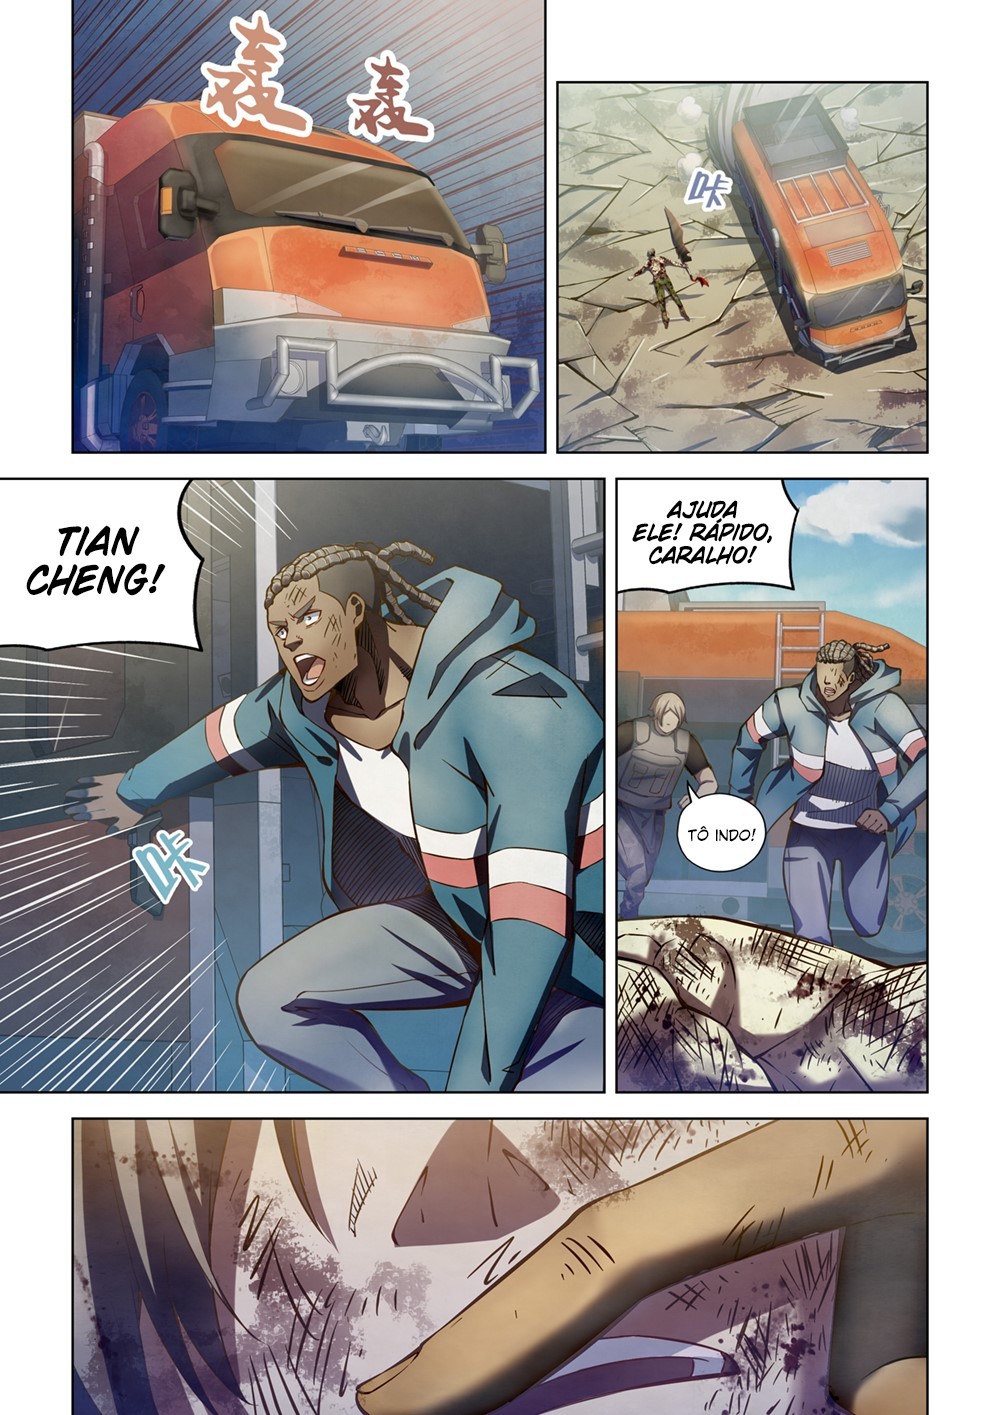 轰
轰
咔
TIAN
CHENG!
咔
AJUDA
ELE! RÁPIDO,
CARALHO!
TÔ INDO!